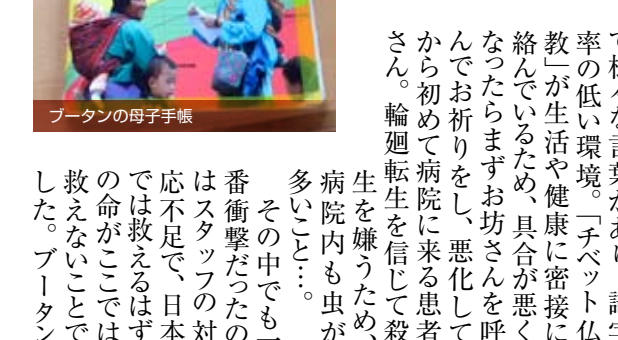 ブータンの母子手帳
で様々な言葉があり、識字
率の低い環境。「チベット仏
教」が生活や健康に密接に
絡んでいるため、具合が悪く
なったらまずお坊さんを呼
んでお祈りをし、悪化して
から初めて病院に来る患者
さん。輪廻転生を信じて殺
生を嫌うため、
病院内も虫が
多いこと…。
その中でも一
番衝撃だったの
はスタッフの対
応不足で、日本
では救えるはず
の命がここでは
救えないことで
した。ブータン